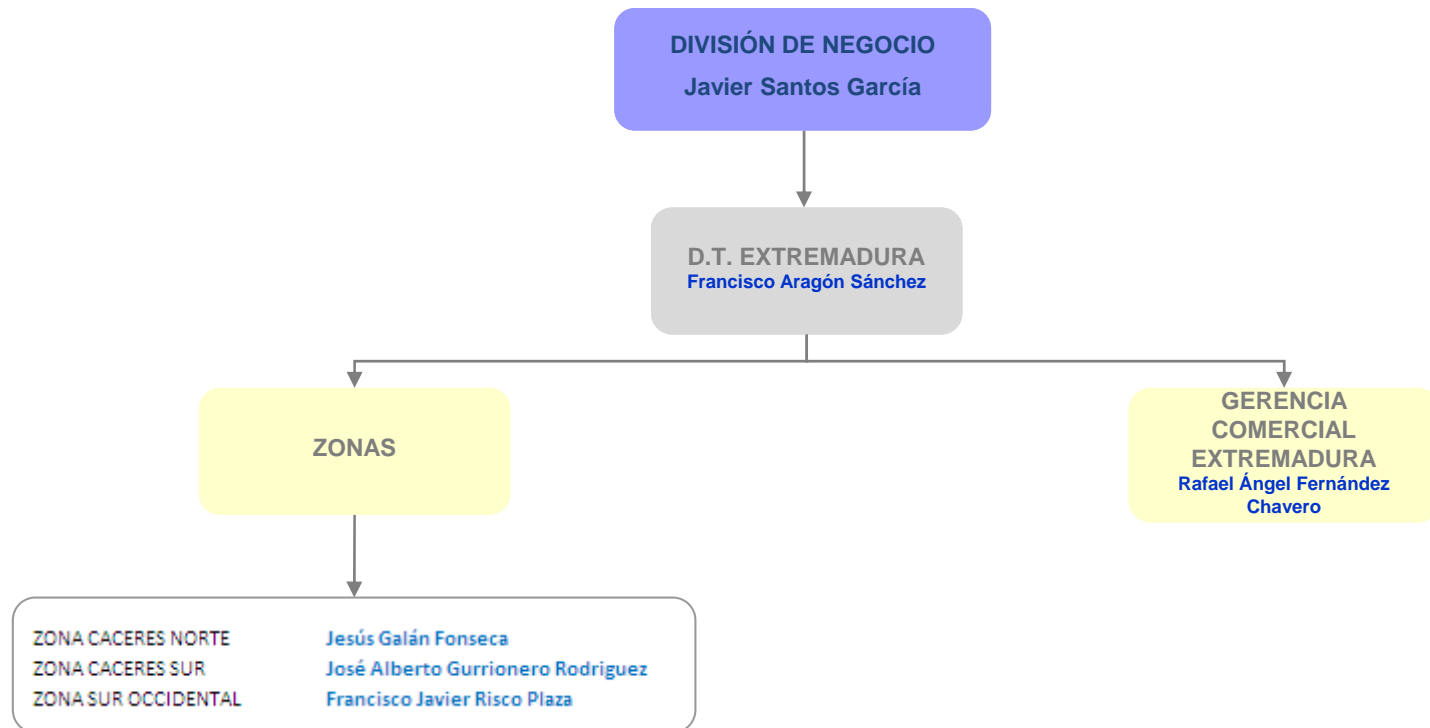 DIVISIÓN DE NEGOCIO
Javier Santos García
D.T. EXTREMADURA
Francisco Aragón Sánchez
ZONAS
GERENCIA
COMERCIAL
EXTREMADURA
Rafael Ángel Fernández
Chavero
ZONA CACERES NORTE Jesús Galán Fonseca
ZONA CACERES SUR José Alberto Gurrionero Rodriguez
ZONA SUR OCCIDENTAL Francisco Javier Risco Plaza